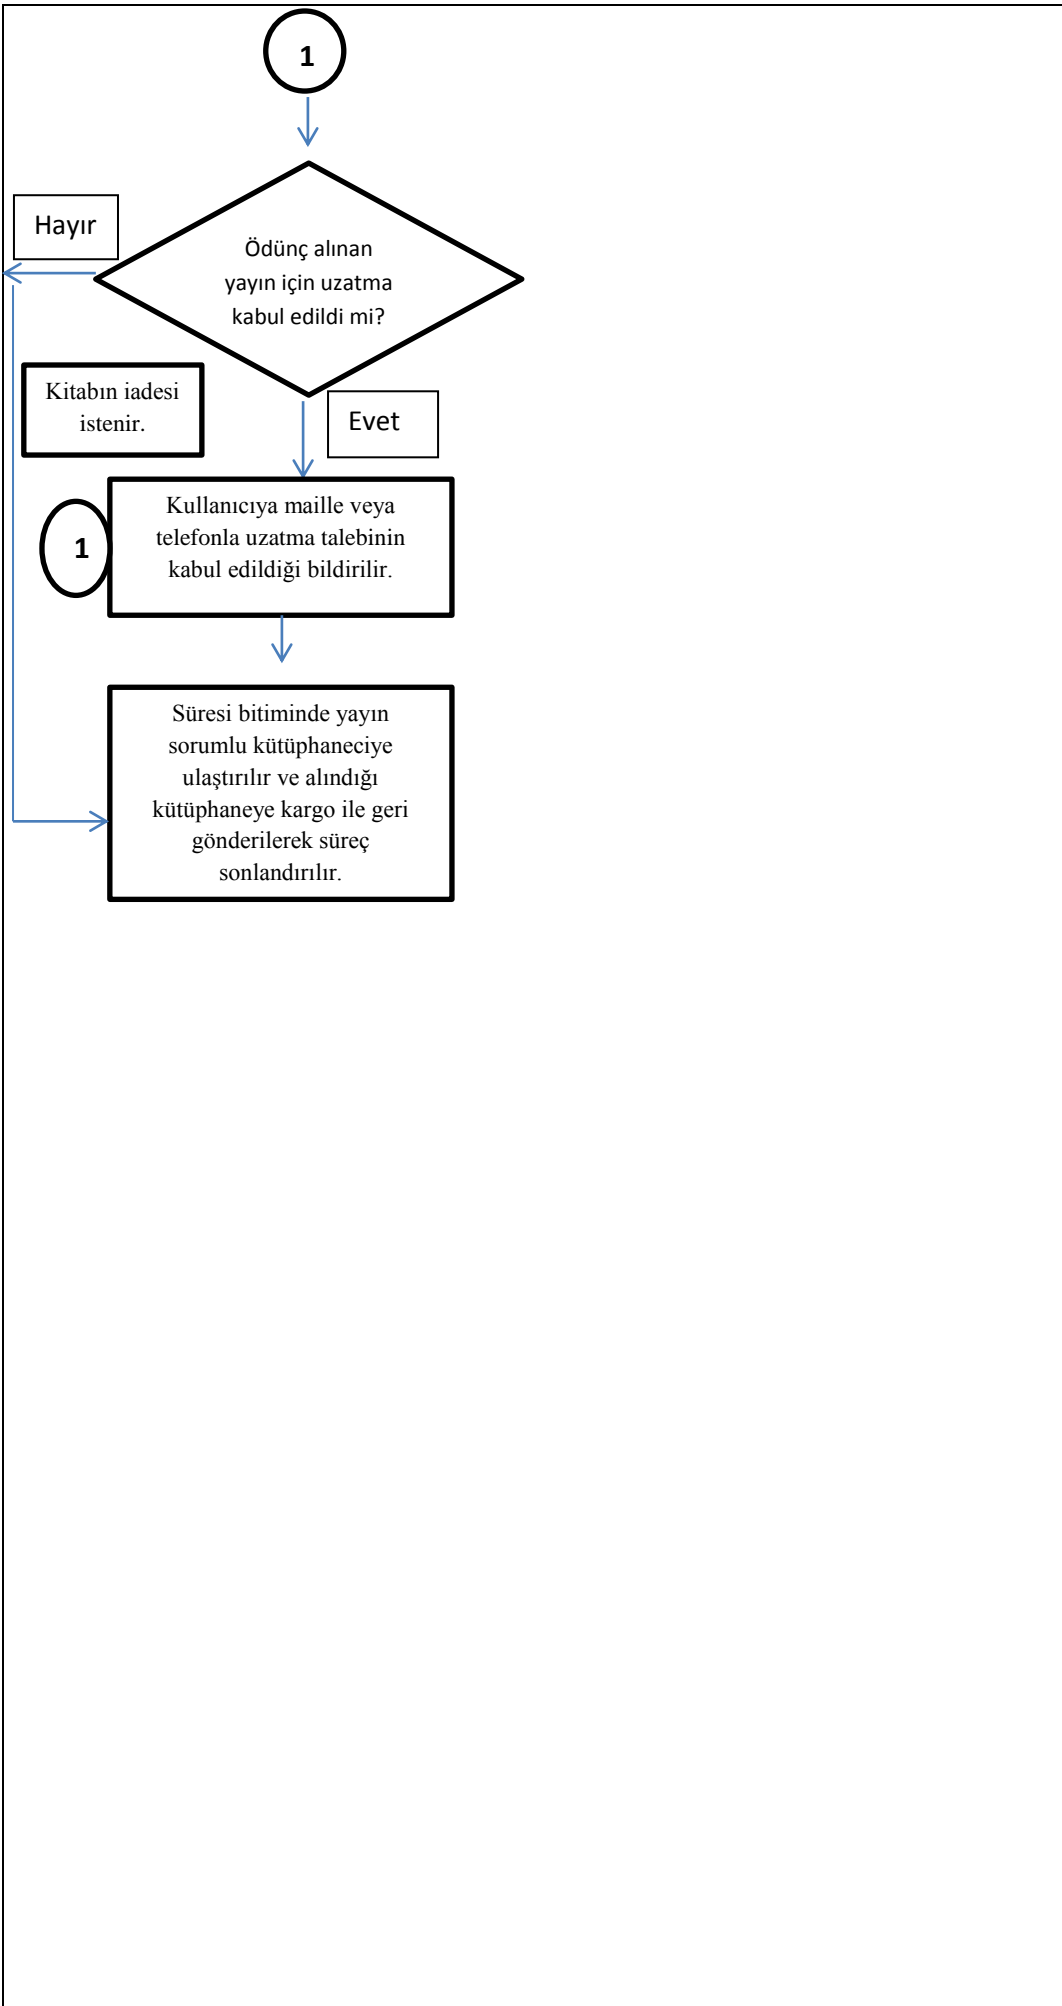 1
Hayır
Ödünç alınan
yayın için uzatma
kabul edildi mi?
Kitabın iadesi
istenir.
Evet
1
Kullanıcıya maille veya
telefonla uzatma talebinin
kabul edildiği bildirilir.
Süresi bitiminde yayın
sorumlu kütüphaneciye
ulaştırılır ve alındığı
kütüphaneye kargo ile geri
gönderilerek süreç
sonlandırılır.